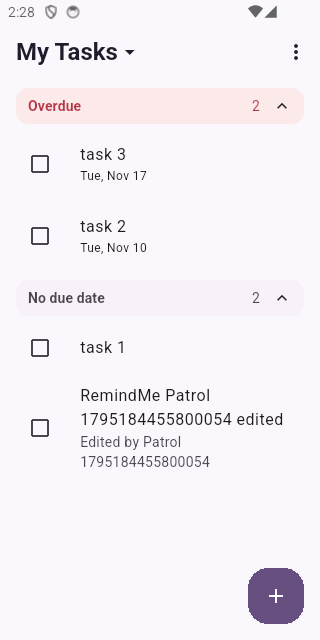 2:28
My Tasks
Overdue 2
task 3
Tue, Nov 17
task 2
Tue, Nov 10
No due date 2
task 1
RemindMe Patrol
1795184455800054 edited
Edited by Patrol
1795184455800054